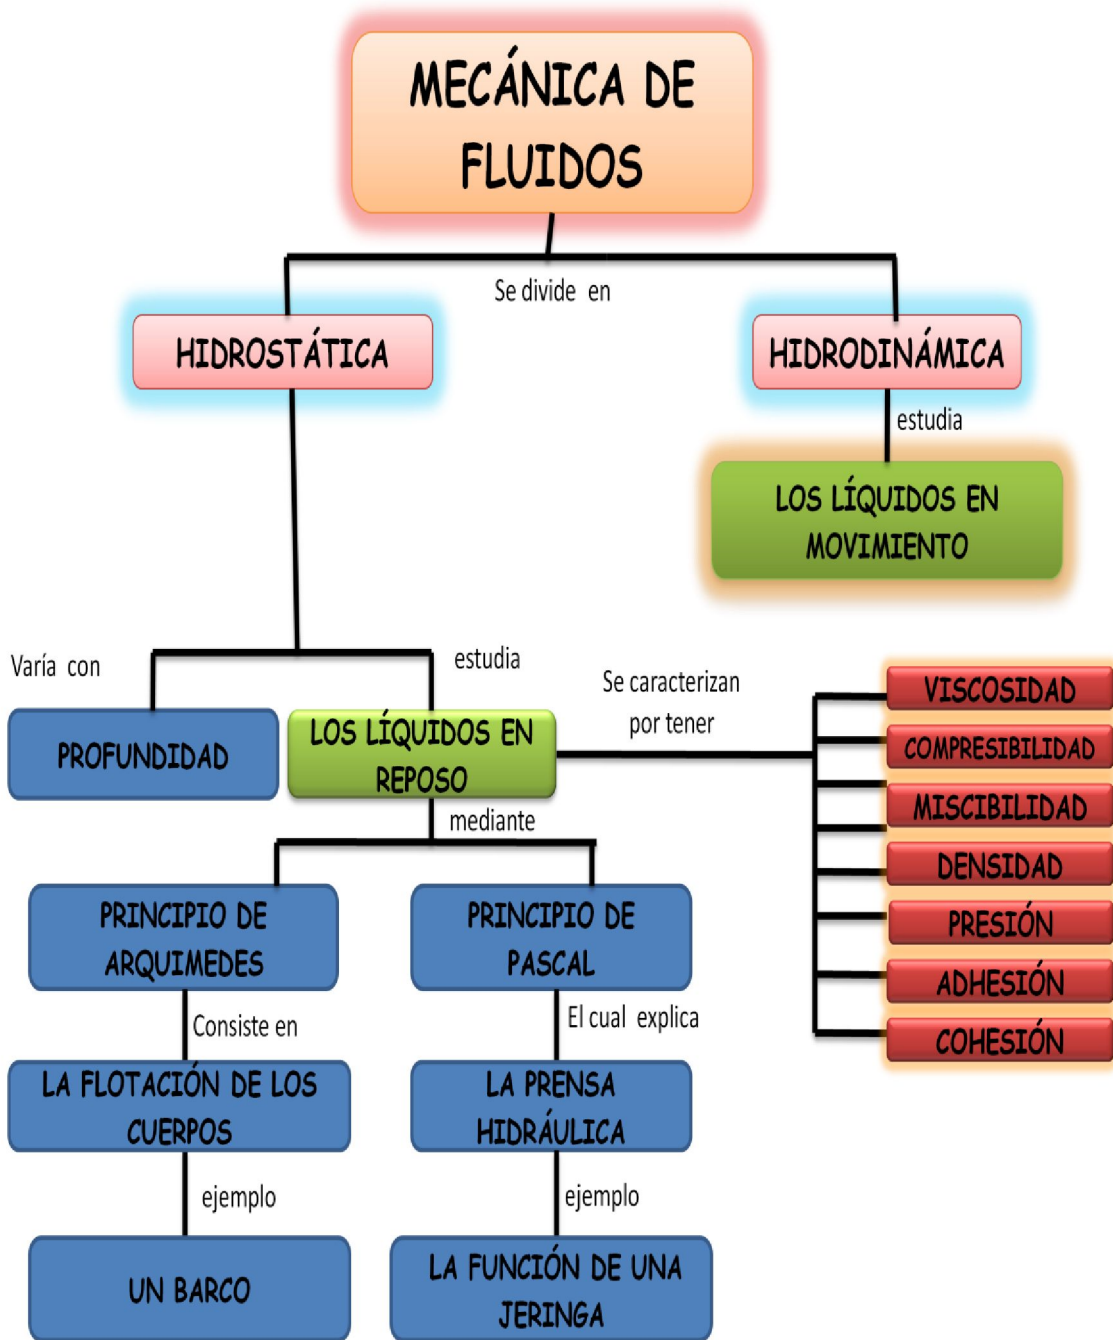 MECÁNICA DE
FLUIDOS
Se divide en
HIDROSTÁTICA
HIDRODINÁMICA
estudia
LOS LÍQUIDOS EN
MOVIMIENTO
Varía con
estudia
PROFUNDIDAD
LOS LÍQUIDOS EN
REPOSO
Se caracterizan
por tener
VISCOSIDAD
COMPRESIBILIDAD
MISCIBILIDAD
DENSIDAD
PRESIÓN
ADHESIÓN
COHESIÓN
mediante
PRINCIPIO DE
ARQUIMEDES
PRINCIPIO DE
PASCAL
Consiste en
El cual explica
LA FLOTACIÓN DE LOS
CUERPOS
LA PRENSA
HIDRÁULICA
ejemplo
ejemplo
UN BARCO
LA FUNCIÓN DE UNA
JERINGA